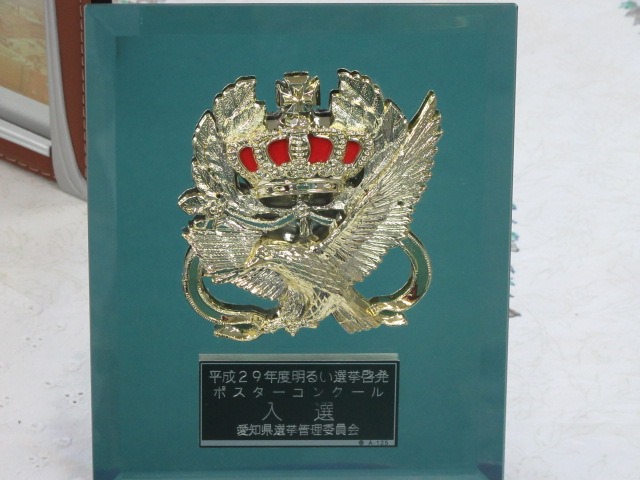 平成29年度明るい選挙啓発
ポスターコンクール
入選
愛知県選挙管理委員会
A-125